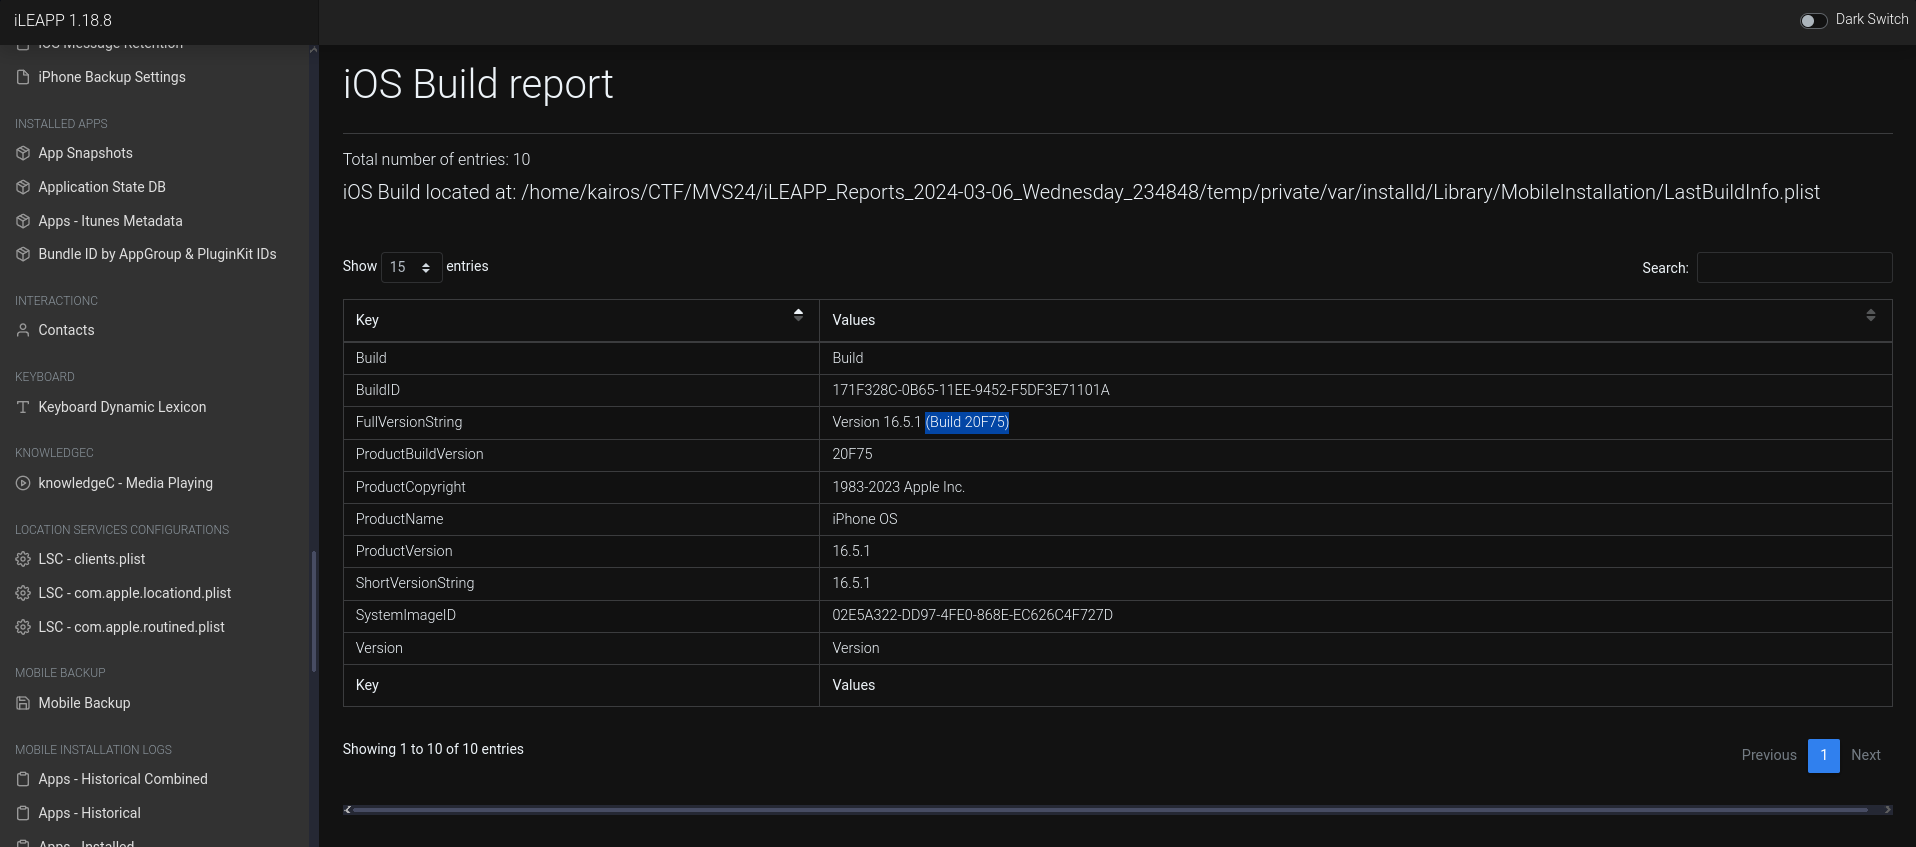 iLEAPP 1.18.8
Dark Switch
iOS Message Retention
iPhone Backup Settings
INSTALLED APPS
App Snapshots
Application State DB
Apps - Itunes Metadata
Bundle ID by AppGroup & PluginKit IDs
INTERACTIONC
Contacts
KEYBOARD
Keyboard Dynamic Lexicon
KNOWLEDGEC
knowledgeC - Media Playing
LOCATION SERVICES CONFIGURATIONS
LSC - clients.plist
LSC - com.apple.locationd.plist
LSC - com.apple.routined.plist
MOBILE BACKUP
Mobile Backup
MOBILE INSTALLATION LOGS
Apps - Historical Combined
Apps - Historical
Apps - Installed
iOS Build report
Total number of entries: 10
iOS Build located at: /home/kairos/CTF/MVS24/iLEAPP_Reports_2024-03-06_Wednesday_234848/temp/private/var/installd/Library/MobileInstallation/LastBuildInfo.plist
Show 15 entries
Search:
Key Values
Build Build
BuildID 171F328C-0B65-11EE-9452-F5DF3E71101A
FullVersionString Version 16.5.1 (Build 20F75)
ProductBuildVersion 20F75
ProductCopyright 1983-2023 Apple Inc.
ProductName iPhone OS
ProductVersion 16.5.1
ShortVersionString 16.5.1
SystemImageID 02E5A322-DD97-4FE0-868E-EC626C4F727D
Version Version
Key Values
Showing 1 to 10 of 10 entries
Previous 1 Next